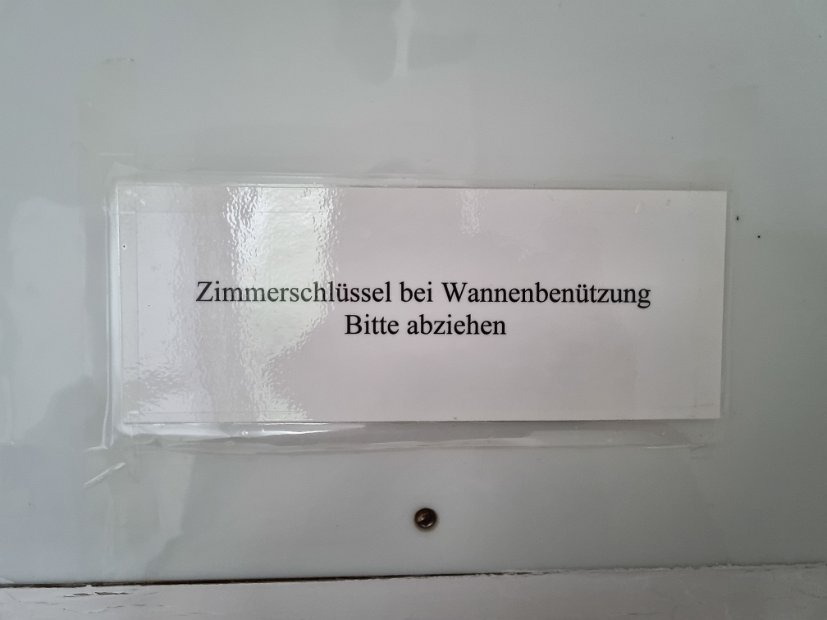 Zimmerschlüssel bei Wannenbenützung
Bitte abziehen